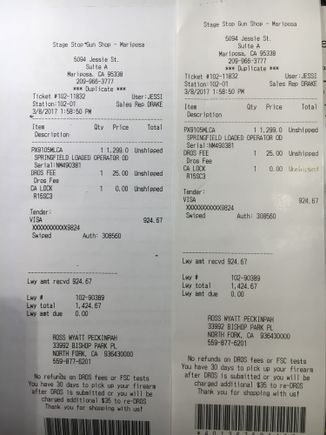 Stage Stop Gun Shop - Mariposa
5094 Jessie St.
Suite A
Mariposa, CA 95338
209-966-3777
*** Duplicate ***
Ticket #102-11832 User:JESSI
Station:102-01 Sales Rep DRAKE
3/8/2017 1:58:50 PM
Item Qty Price Total
Description
PX9105MLCA 1 1,299.0 Unshipped
SPRINGFIELD LOADED OPERATOR OD
Serial:NM490381
DROS FEE 1 25.00 Unshipped
Dros Fee
CA LOCK 1 0.00 Unshipped
R16SC3
Tender:
VISA 924.67
XXXXXXXXXXXX9824
Swiped Auth: 308560
Lwy amt recvd 924.67
Lwy # 102-90389
Lwy total 1,424.67
Lwy amt due 0.00
ROSS WYATT PECKINPAH
33992 BISHOP PARK PL
NORTH FORK, CA 936430000
559-877-6201
No refunds on DROS fees or FSC tests
You have 30 days to pick up your firearm
after DROS is submitted or you will be
charged additional $35 to re-DROS
Thank you for shopping with us!
Stage Stop Gun Shop - Mariposa
5094 Jessie St.
Suite A
Mariposa, CA 95338
209-966-3777
*** Duplicate ***
Ticket #102-11832 User:JESSI
Station:102-01 Sales Rep DRAKE
3/8/2017 1:58:50 PM
Item Qty Price Total
Description
PX9105MLCA 1 1,299.0 Unshipped
SPRINGFIELD LOADED OPERATOR OD
Serial:NM490381
DROS FEE 1 25.00 Unshipped
Dros Fee
CA LOCK 1 0.00 Unshipped
R16SC3
Tender:
VISA 924.67
XXXXXXXXXXXX9824
Swiped Auth: 308560
Lwy amt recvd 924.67
Lwy # 102-90389
Lwy total 1,424.67
Lwy amt due 0.00
ROSS WYATT PECKINPAH
33992 BISHOP PARK PL
NORTH FORK, CA 936430000
559-877-6201
No refunds on DROS fees or FSC tests
You have 30 days to pick up your firearm
after DROS is submitted or you will be
charged additional $35 to re-DROS
Thank you for shopping with us!